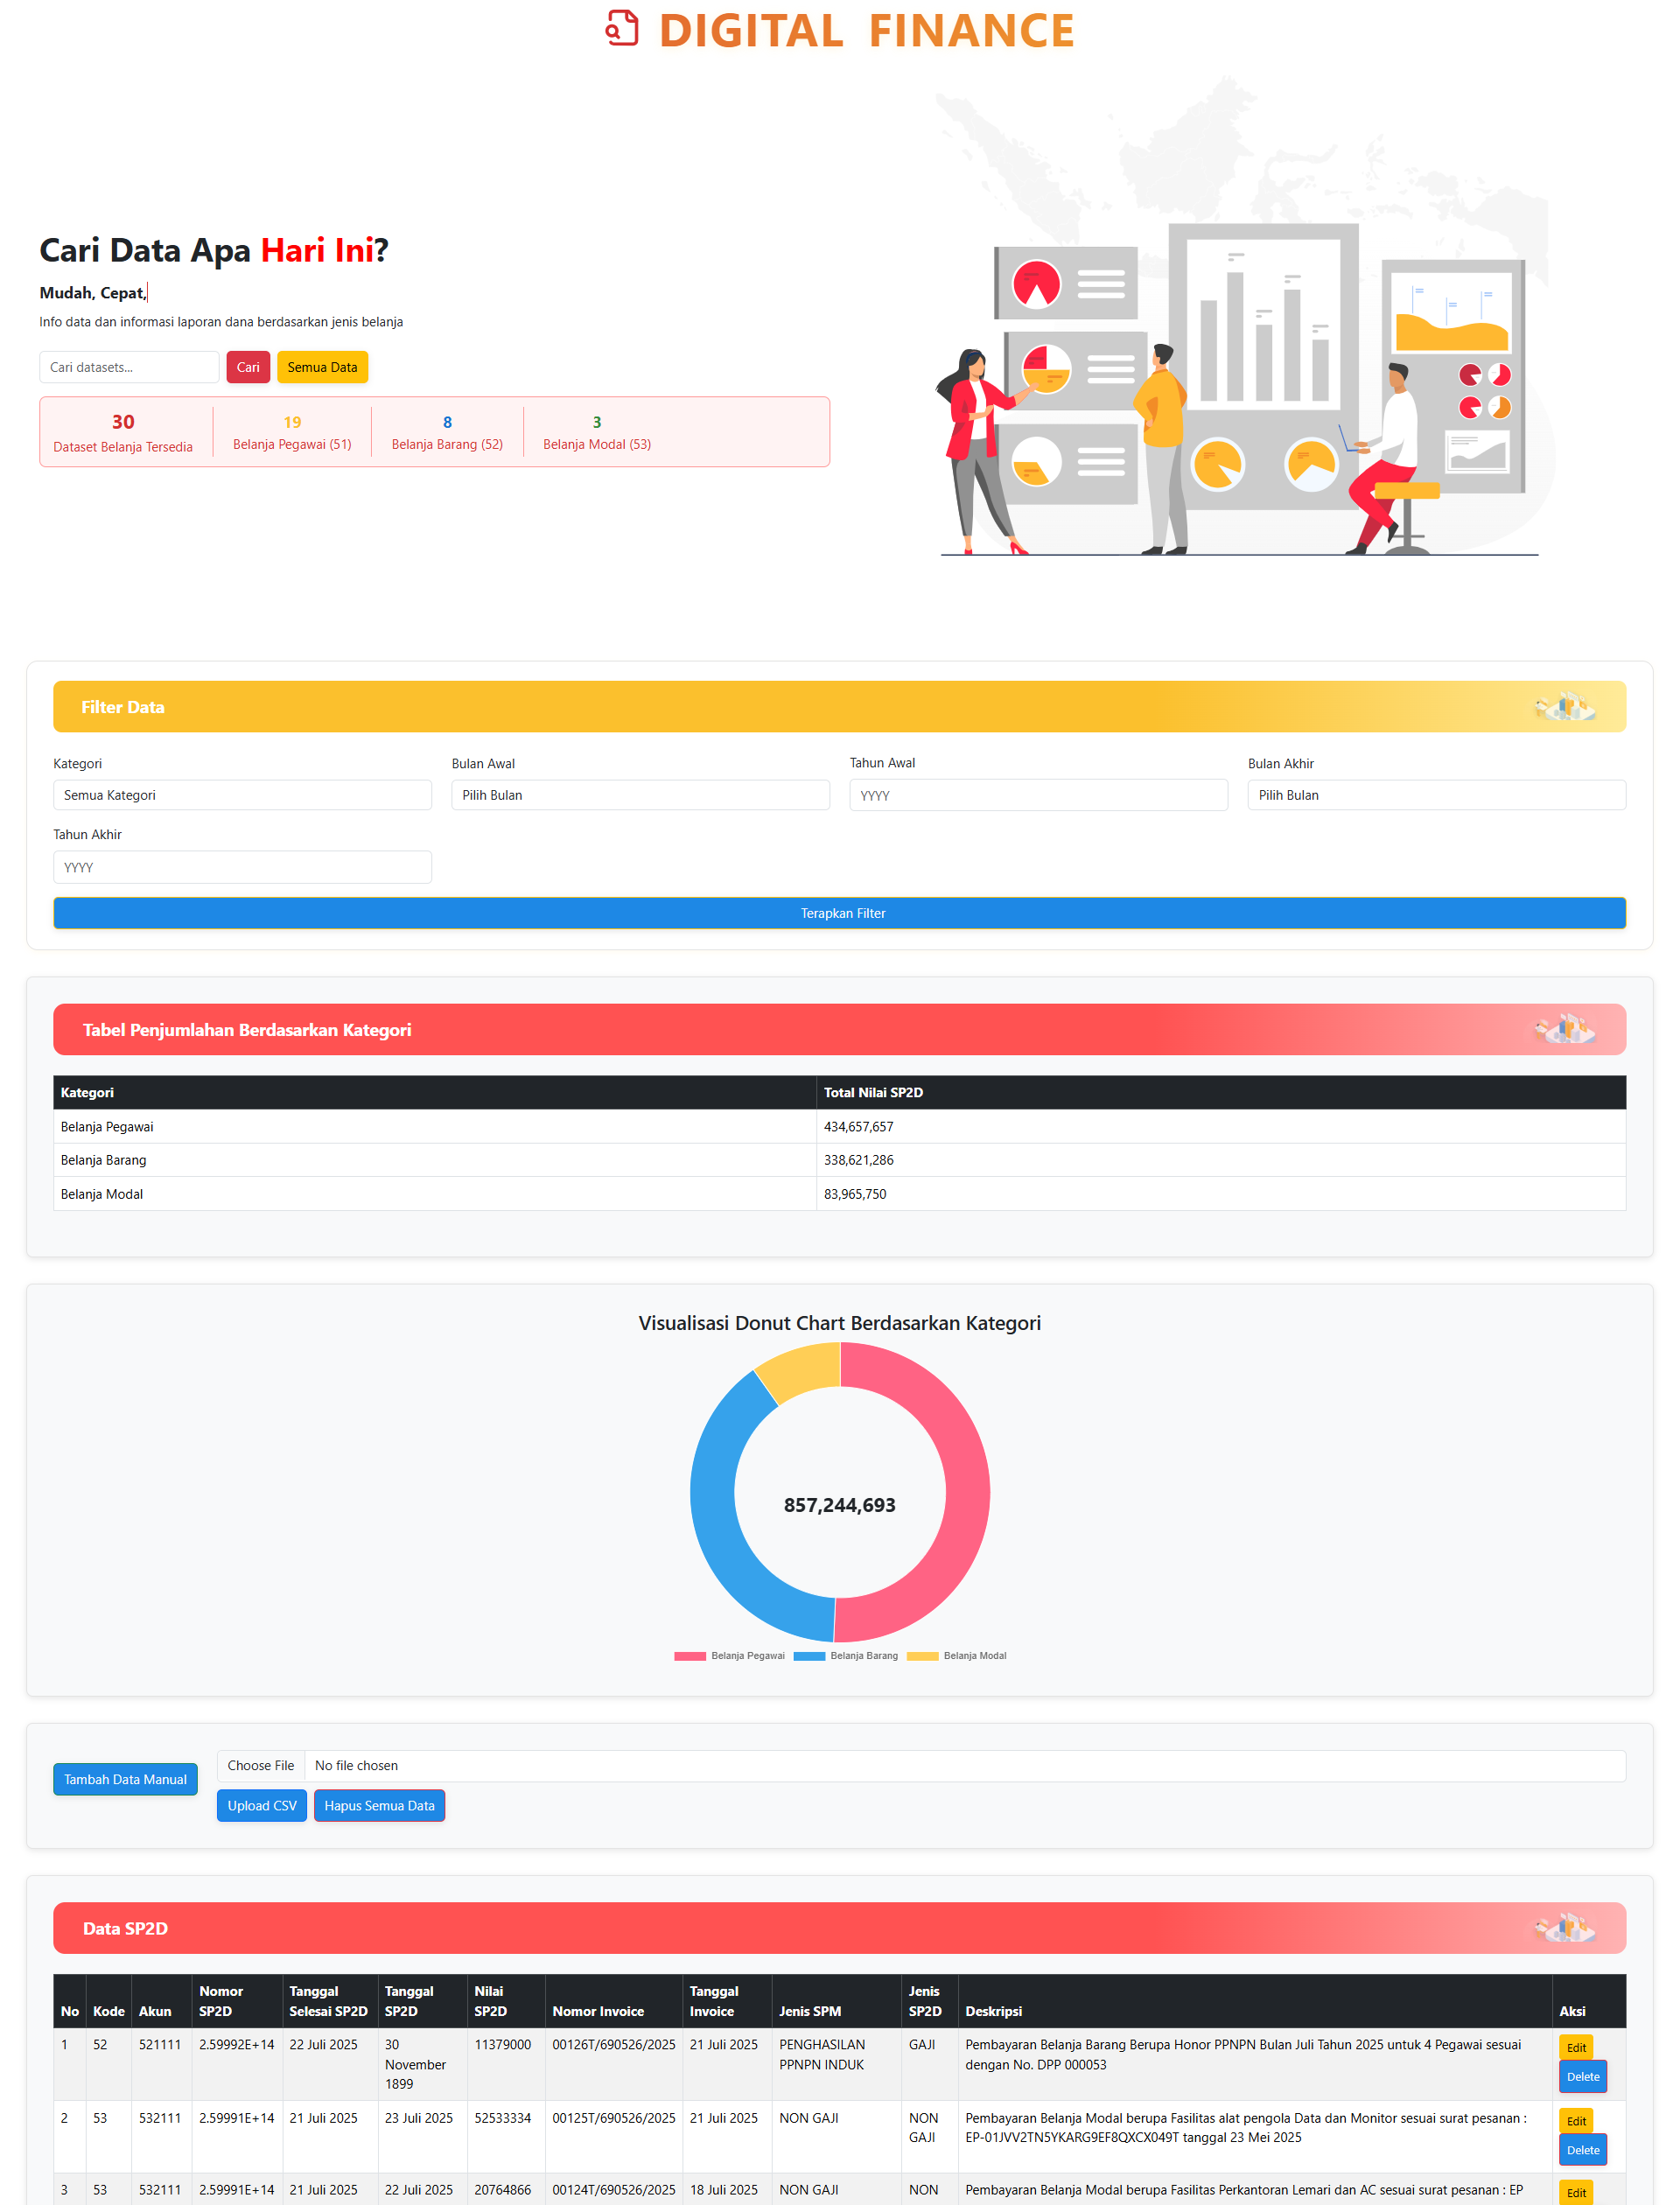 DIGITAL FINANCE
Cari Data Apa Hari Ini?
Mudah, Cepat,
Info data dan informasi laporan dana berdasarkan jenis belanja
Cari datasets... Cari Semua Data
30 19 8 3
Dataset Belanja Tersedia Belanja Pegawai (51) Belanja Barang (52) Belanja Modal (53)
Filter Data
Kategori Bulan Awal Tahun Awal Bulan Akhir
Semua Kategori Pilih Bulan YYYY Pilih Bulan
Tahun Akhir
YYYY
Terapkan Filter
Tabel Penjumlahan Berdasarkan Kategori
Kategori Total Nilai SP2D
Belanja Pegawai 434,657,657
Belanja Barang 338,621,286
Belanja Modal 83,965,750
Visualisasi Donut Chart Berdasarkan Kategori
857,244,693
Belanja Pegawai Belanja Barang Belanja Modal
Choose File No file chosen
Tambah Data Manual
Upload CSV Hapus Semua Data
Data SP2D
No Kode Akun Nomor SP2D Tanggal Selesai SP2D Tanggal SP2D Nilai SP2D Nomor Invoice Tanggal Invoice Jenis SPM Jenis SP2D Deskripsi Aksi
1 52 521111 2.59992E+14 22 Juli 2025 30 November 1899 11379000 00126T/690526/2025 21 Juli 2025 PENGHASILAN PPNPN INDUK GAJI Pembayaran Belanja Barang Berupa Honor PPNPN Bulan Juli Tahun 2025 untuk 4 Pegawai sesuai dengan No. DPP 000053 Edit Delete
2 53 532111 2.59991E+14 21 Juli 2025 23 Juli 2025 52533334 00125T/690526/2025 21 Juli 2025 NON GAJI NON GAJI Pembayaran Belanja Modal berupa Fasilitas alat pengola Data dan Monitor sesuai surat pesanan : EP-01JVV2TN5YKARG9EF8QXCX049T tanggal 23 Mei 2025 Edit Delete
3 53 532111 2.59991E+14 21 Juli 2025 22 Juli 2025 20764866 00124T/690526/2025 18 Juli 2025 NON GAJI NON Pembayaran Belanja Modal berupa Fasilitas Perkantoran Lemari dan AC sesuai surat pesanan : EP Edit